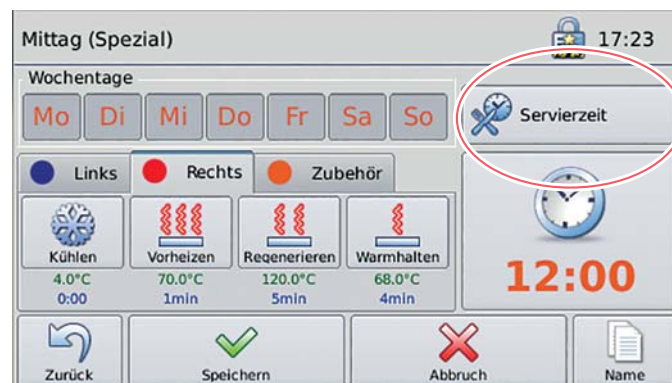 Mittag (Spezial) 17:23
Wochentage
Mo Di Mi Do Fr Sa So
Servierzeit
Links Rechts Zubehör
Kühlen Vorheizen Regenerieren Warmhalten
4.0°C 70.0°C 120.0°C 68.0°C
0:00 1min 5min 4min
12:00
Zurück Speichern Abbruch Name